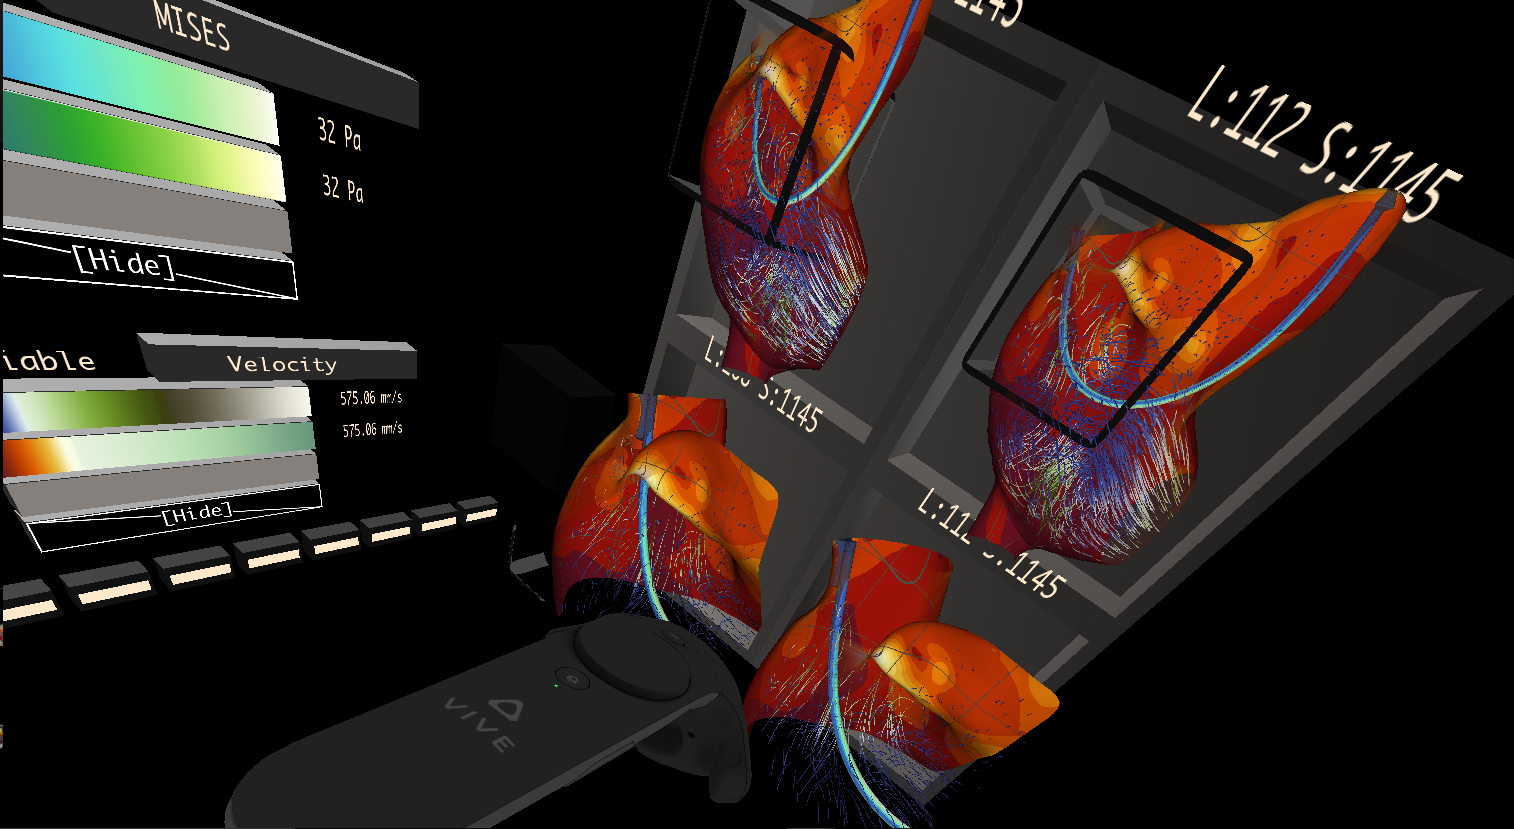 MISES
32 Pa
32 Pa
[Hide]
Velocity
575.06 mm/s
575.06 mm/s
[Hide]
L:112 S:1145
S:1145
1145
VIVE